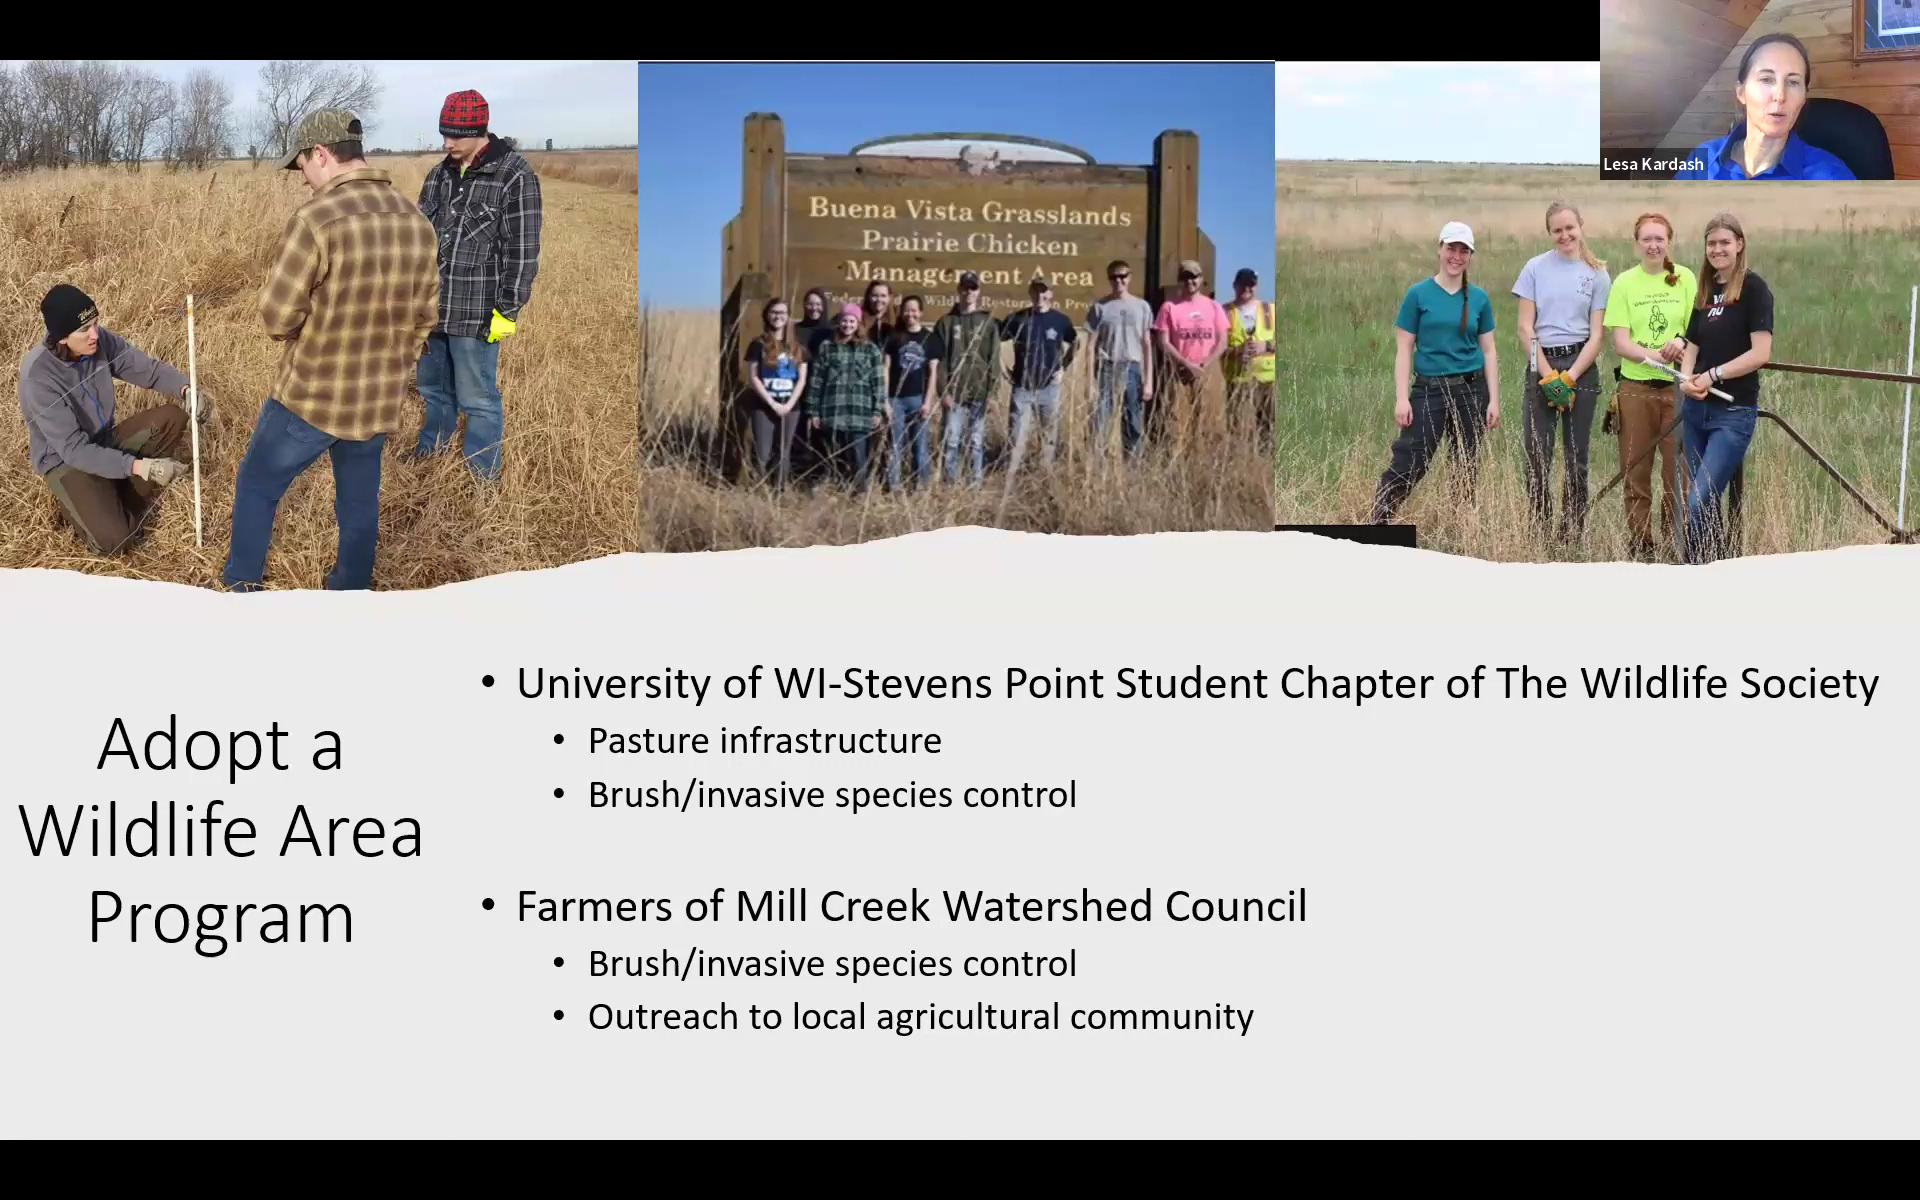 Lesa Kardash
Buena Vista Grasslands
Prairie Chicken
Management Area
Adopt a
Wildlife Area
Program
• University of WI-Stevens Point Student Chapter of The Wildlife Society
• Pasture infrastructure
• Brush/invasive species control
• Farmers of Mill Creek Watershed Council
• Brush/invasive species control
• Outreach to local agricultural community